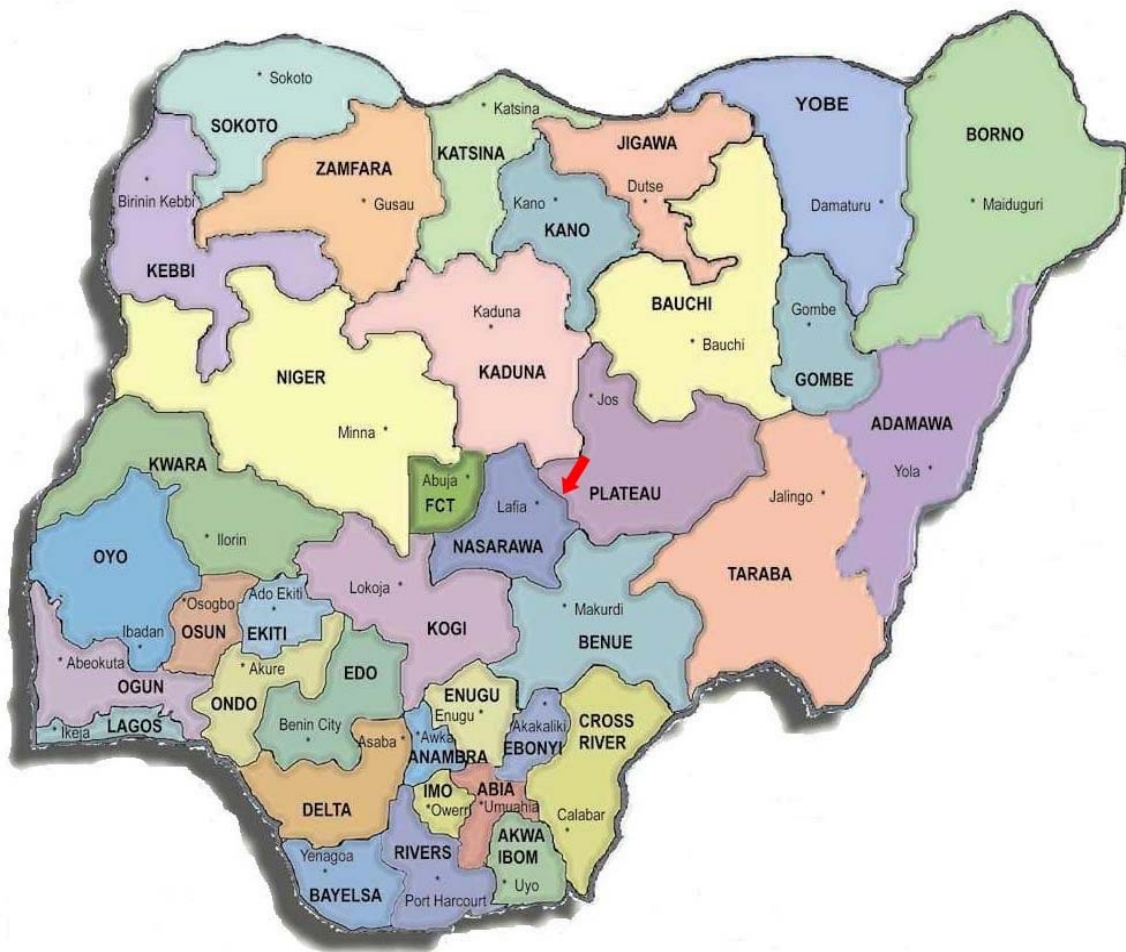 Sokoto
SOKOTO
Katsina
KATSINA
YOBE
BORNO
JIGAWA
ZAMFARA
Gusau
Birinin Kebbi
KEBBI
Kano
KANO
Dutse
Damaturu
Maiduguri
Kaduna
KADUNA
BAUCHI
Bauchi
Gombe
GOMBE
NIGER
Minna
Jos
PLATEAU
ADAMAWA
Yola
KWARA
Ilorin
Abuja
FCT
Lafia
NASARAWA
Jalingo
TARABA
OYO
Ibadan
Osogbo
OSUN
Ado Ekiti
EKITI
Lokoja
KOGI
Makurdi
BENUE
Abeokuta
OGUN
Akure
ONDO
EDO
Benin City
ENUGU
Enugu
Akakaliki
EBONYI
CROSS
RIVER
Calabar
Ikeja
LAGOS
Asaba
Awka
ANAMBRA
DELTA
IMO
Owerri
ABIA
Umuahia
AKWA
IBOM
Uyo
Yenagoa
BAYELSA
RIVERS
Port Harcourt